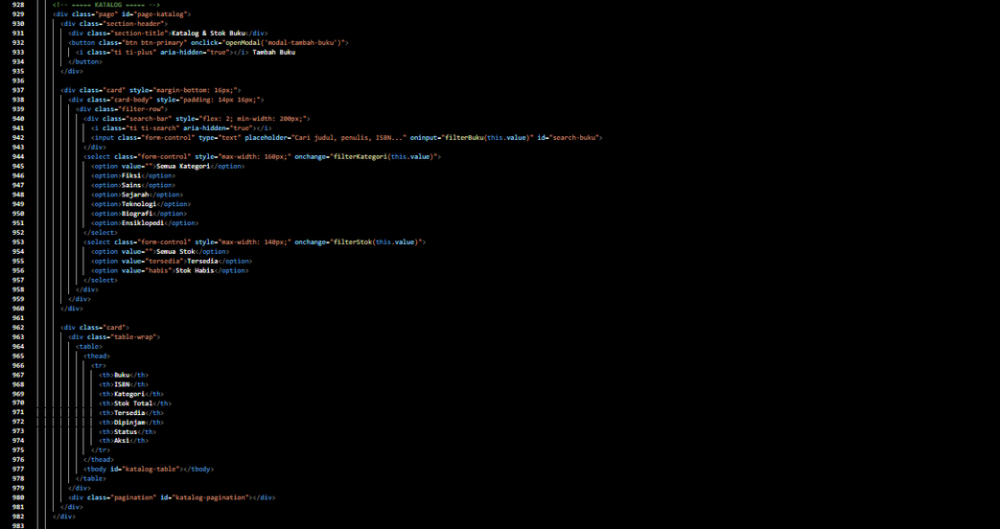 928 <!-- ===== KATALOG ===== -->
929 <div class="page" id="page-katalog">
930 <div class="section-header">
931 <div class="section-title">Katalog & Stok Buku</div>
932 <button class="btn btn-primary" onclick="openModal('modal-tambah-buku')">
933 <i class="ti ti-plus" aria-hidden="true"></i> Tambah Buku
934 </button>
935 </div>
936
937 <div class="card" style="margin-bottom: 16px;">
938 <div class="card-body" style="padding: 14px 16px;">
939 <div class="filter-row">
940 <div class="search-bar" style="flex: 2; min-width: 200px;">
941 <i class="ti ti-search" aria-hidden="true"></i>
942 <input class="form-control" type="text" placeholder="Cari judul, penulis, ISBN..." oninput="filterBuku(this.value)" id="search-buku">
943 </div>
944 <select class="form-control" style="max-width: 160px;" onchange="filterKategori(this.value)">
945 <option value="">Semua Kategori</option>
946 <option>Fiksi</option>
947 <option>Sains</option>
948 <option>Sejarah</option>
949 <option>Teknologi</option>
950 <option>Biografi</option>
951 <option>Ensiklopedi</option>
952 </select>
953 <select class="form-control" style="max-width: 140px;" onchange="filterStok(this.value)">
954 <option value="">Semua Stok</option>
955 <option value="tersedia">Tersedia</option>
956 <option value="habis">Stok Habis</option>
957 </select>
958 </div>
959 </div>
960 </div>
961
962 <div class="card">
963 <div class="table-wrap">
964 <table>
965 <thead>
966 <tr>
967 <th>Buku</th>
968 <th>ISBN</th>
969 <th>Kategori</th>
970 <th>Stok Total</th>
971 <th>Tersedia</th>
972 <th>Dipinjam</th>
973 <th>Status</th>
974 <th>Aksi</th>
975 </tr>
976 </thead>
977 <tbody id="katalog-table"></tbody>
978 </table>
979 </div>
980 <div class="pagination" id="katalog-pagination"></div>
981 </div>
982 </div>
983